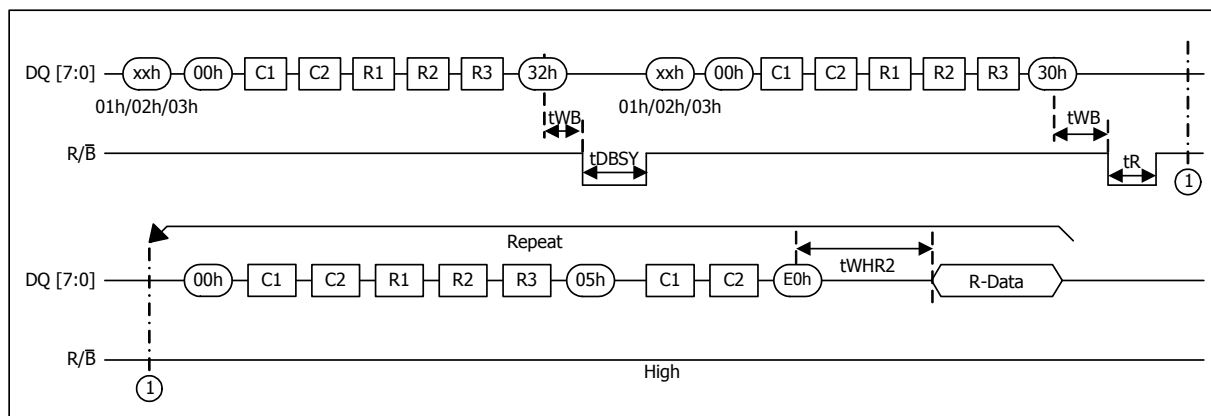 DQ [7:0] xxh 00h C1 C2 R1 R2 R3 32h xxh 00h C1 C2 R1 R2 R3 30h
01h/02h/03h 01h/02h/03h
tWB tWB
R/B̅ tDBSY tR
1
Repeat
tWHR2
DQ [7:0] 00h C1 C2 R1 R2 R3 05h C1 C2 E0h R-Data
R/B̅
High
1